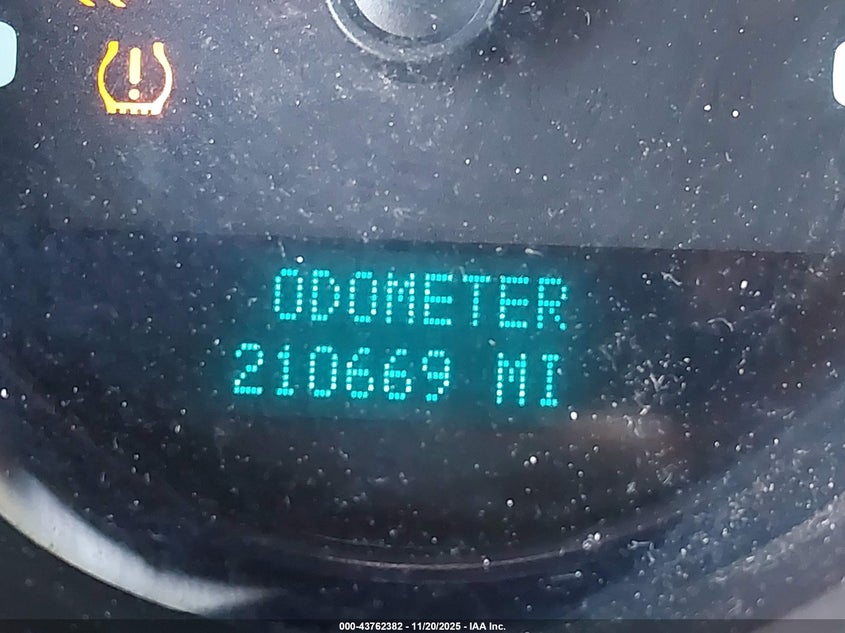 ODOMETER
210669 MI
000-43762382 - 11/20/2025 - IAA Inc.